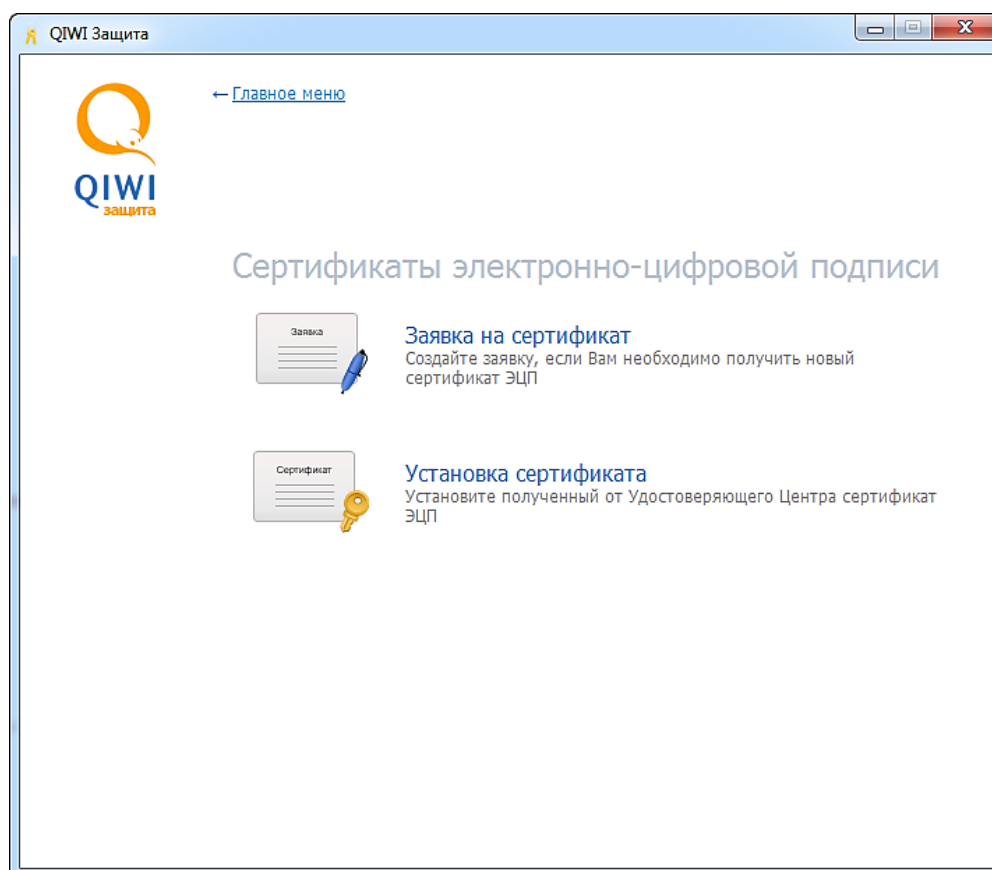 QIWI Защита
← Главное меню
QIWI
защита
Сертификаты электронно-цифровой подписи
Заявка
Заявка на сертификат
Создайте заявку, если Вам необходимо получить новый
сертификат ЭЦП
Сертификат
Установка сертификата
Установите полученный от Удостоверяющего Центра сертификат
ЭЦП